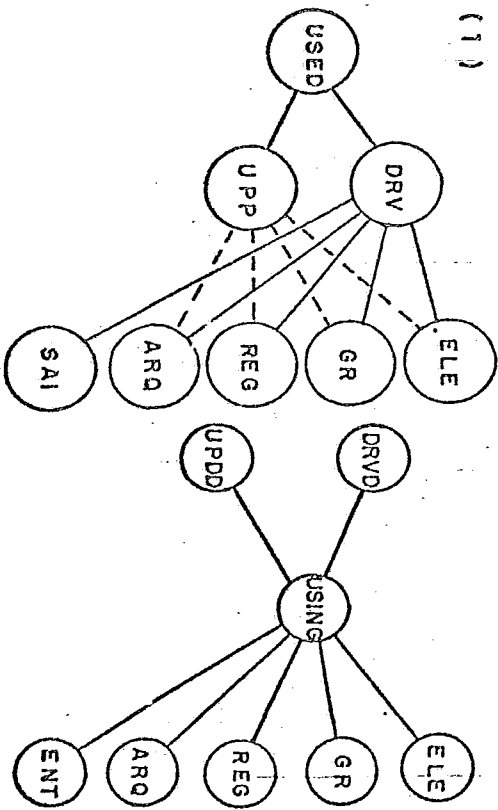 (1)
USED
DRV
UPP
ELE
GR
REG
ARQ
SAI
DRVD
UPDD
USING
ELE
GR
REG
ARQ
ENT